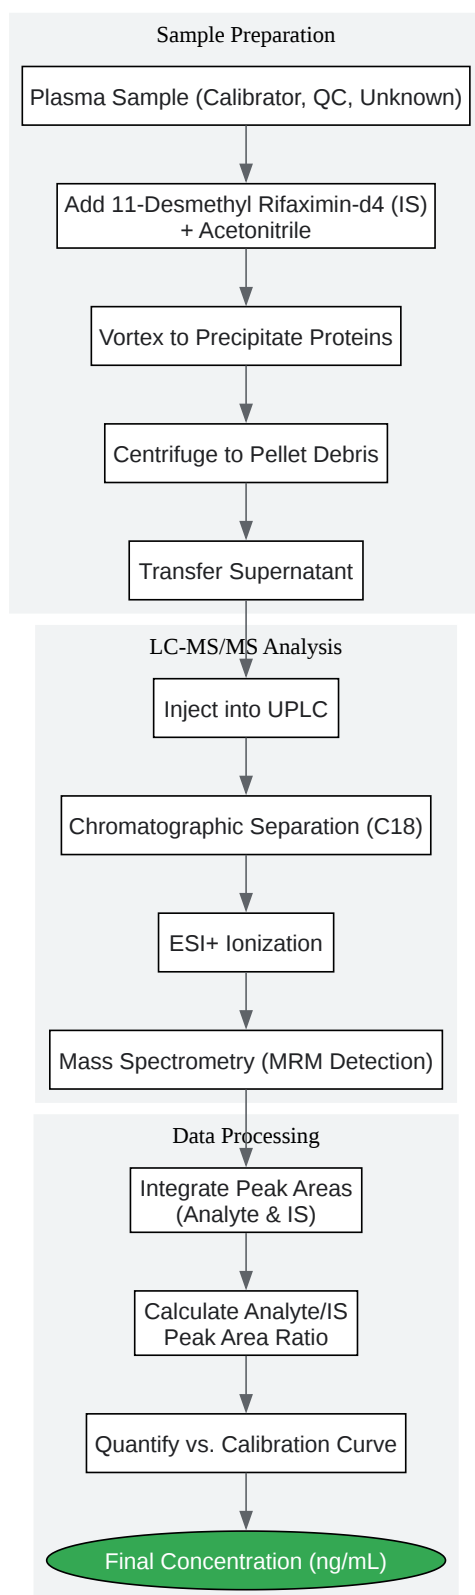 Sample Preparation
Plasma Sample (Calibrator, QC, Unknown)
Add 11-Desmethyl Rifaximin-d4 (IS)
+ Acetonitrile
Vortex to Precipitate Proteins
Centrifuge to Pellet Debris
Transfer Supernatant
LC-MS/MS Analysis
Inject into UPLC
Chromatographic Separation (C18)
ESI+ Ionization
Mass Spectrometry (MRM Detection)
Data Processing
Integrate Peak Areas
(Analyte & IS)
Calculate Analyte/IS
Peak Area Ratio
Quantify vs. Calibration Curve
Final Concentration (ng/mL)